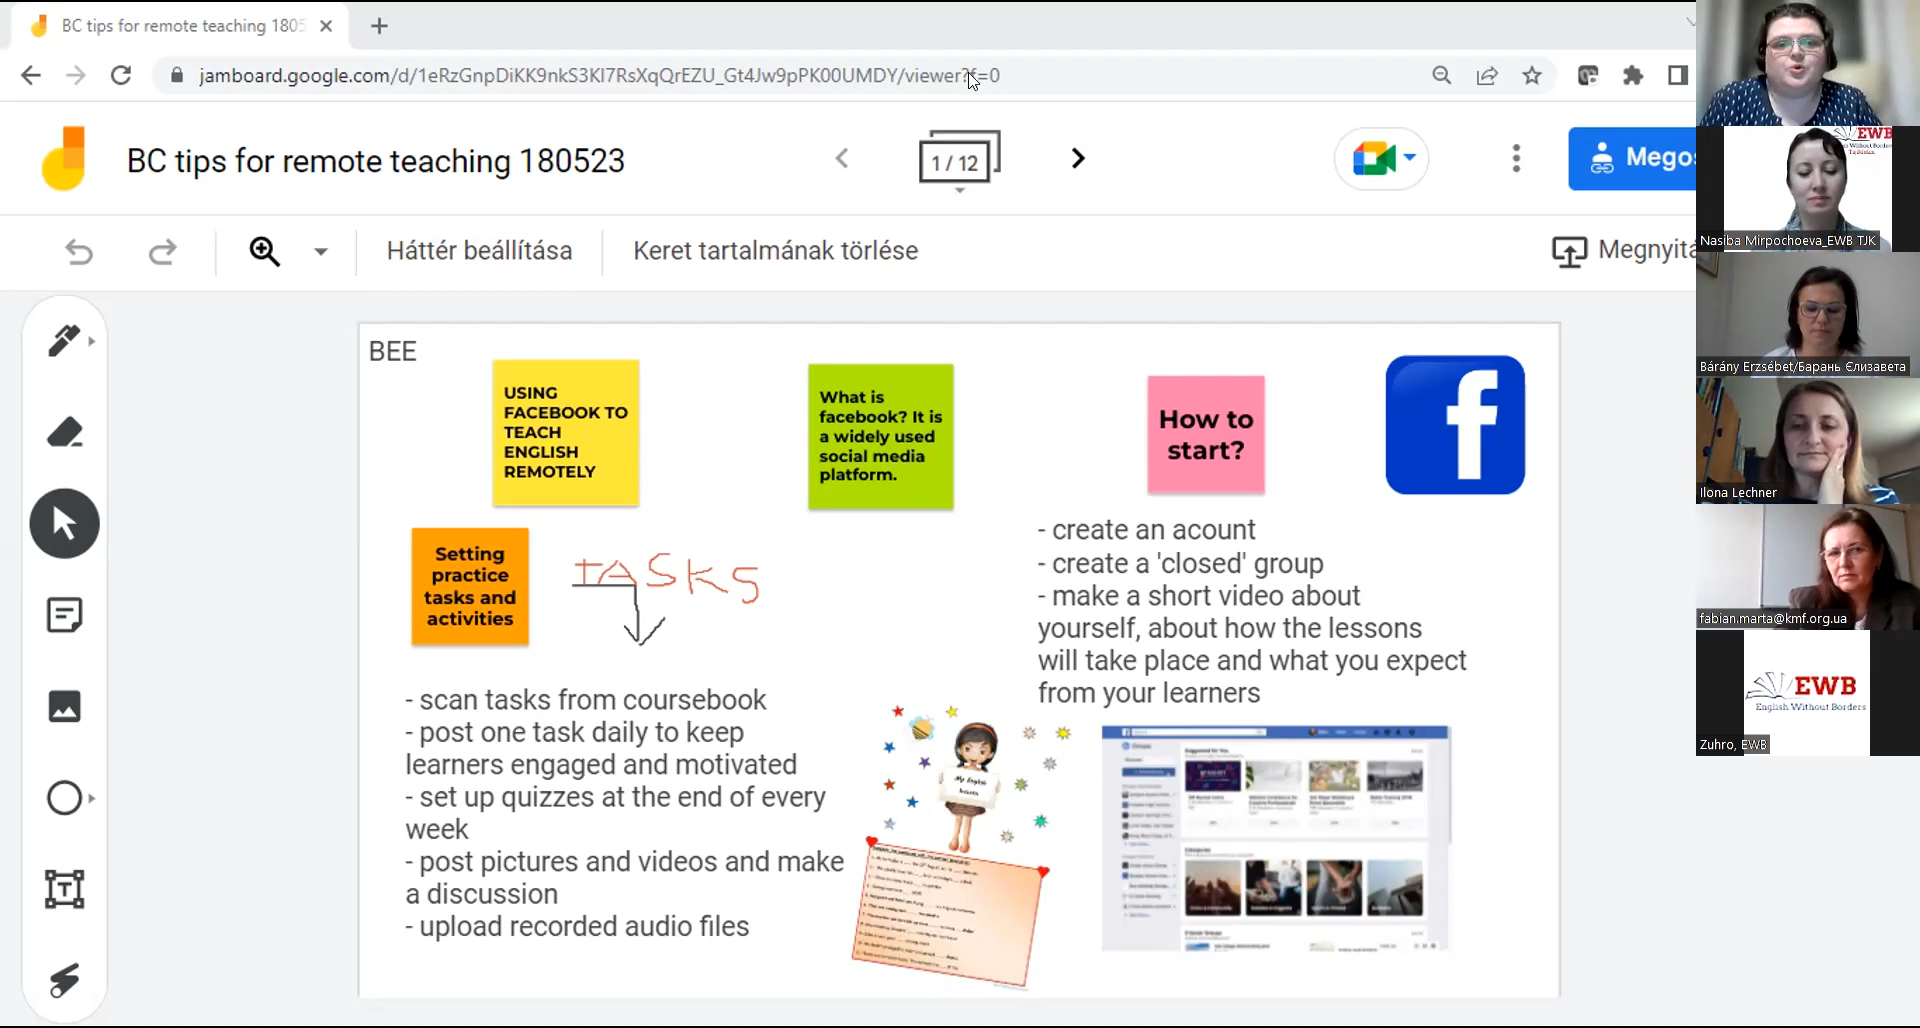 BC tips for remote teaching 1805
jamboard.google.com/d/1eRzGnpDiKK9nkS3KI7RsXqQrEZU_Gt4Jw9pPK00UMDY/viewer?f=0
BC tips for remote teaching 180523
1 / 12
Megos
Háttér beállítása
Keret tartalmának törlése
Megnyitá
BEE
USING
FACEBOOK TO
TEACH
ENGLISH
REMOTELY
What is
facebook? It is
a widely used
social media
platform.
How to
start?
f
Setting
practice
tasks and
activities
TASKS
- create an acount
- create a 'closed' group
- make a short video about
yourself, about how the lessons
will take place and what you expect
from your learners
- scan tasks from coursebook
- post one task daily to keep
learners engaged and motivated
- set up quizzes at the end of every
week
- post pictures and videos and make
a discussion
- upload recorded audio files
My English
EWB
Nasiba Mirpochoeva_EWB TJK
Bárány Erzsébet/Барань Єлизавета
Ilona Lechner
fabian.marta@kmf.org.ua
EWB
English Without Borders
Zuhro, EWB